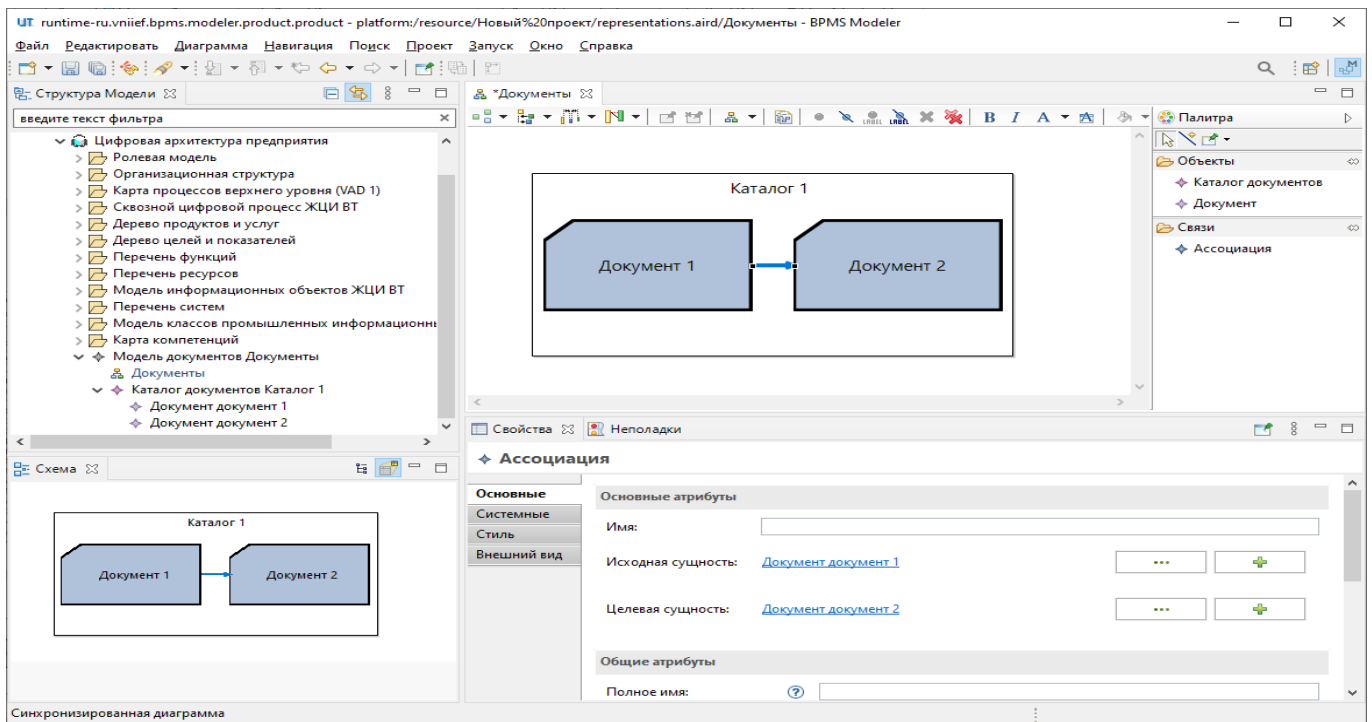 runtime-ru.vniief.bpms.modeler.product.product - platform:/resource/Новый%20проект/representations.aird/Документы - BPMS Modeler
Файл Редактировать Диаграмма Навигация Поиск Проект Запуск Окно Справка
Структура Модели
введите текст фильтра
Цифровая архитектура предприятия
Ролевая модель
Организационная структура
Карта процессов верхнего уровня (VAD 1)
Сквозной цифровой процесс ЖЦИ ВТ
Дерево продуктов и услуг
Дерево целей и показателей
Перечень функций
Перечень ресурсов
Модель информационных объектов ЖЦИ ВТ
Перечень систем
Модель классов промышленных информационн
Карта компетенций
Модель документов Документы
Документы
Каталог документов Каталог 1
Документ документ 1
Документ документ 2
Схема
Каталог 1
Документ 1 Документ 2
*Документы
LABEL LABEL B I A
Каталог 1
Документ 1 Документ 2
Палитра
Объекты
Каталог документов
Документ
Связи
Ассоциация
Свойства Неполадки
Ассоциация
Основные
Системные
Стиль
Внешний вид
Основные атрибуты
Имя:
Исходная сущность: Документ документ 1
Целевая сущность: Документ документ 2
Общие атрибуты
Полное имя:
Синхронизированная диаграмма